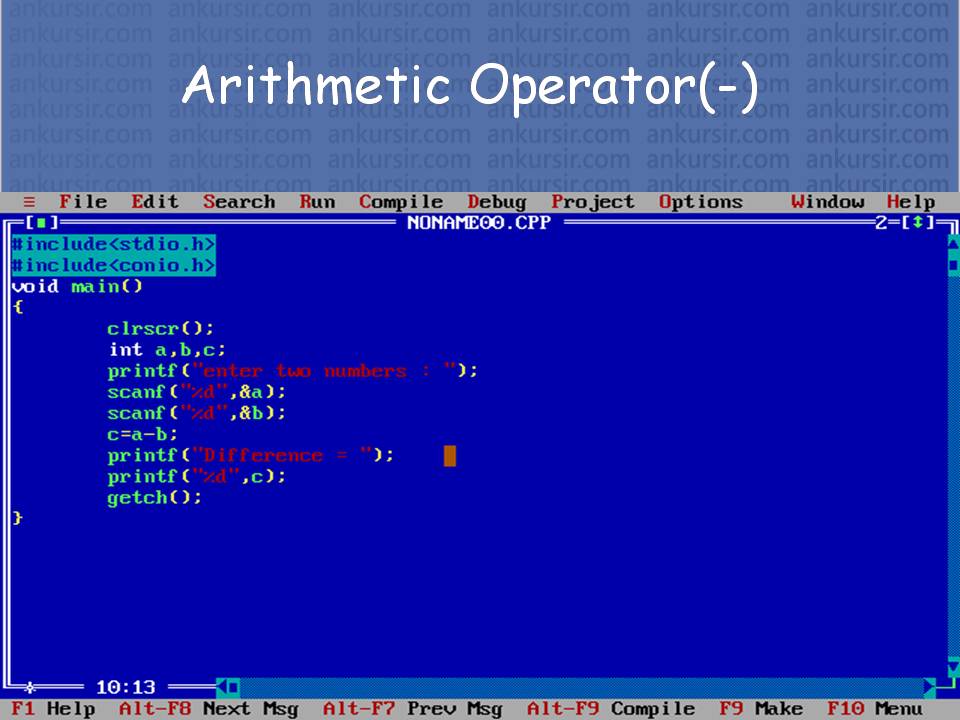 ankursir.com ankursir.com ankursir.com ankursir.com ankursir.com ankursir.com
Arithmetic Operator(-)
≡ File Edit Search Run Compile Debug Project Options Window Help
[■] NONAME00.CPP 2=[↕]
#include<stdio.h>
#include<conio.h>
void main()
{
clrscr();
int a,b,c;
printf("enter two numbers : ");
scanf("%d",&a);
scanf("%d",&b);
c=a-b;
printf("Difference = ");
printf("%d",c);
getch();
}
10:13
F1 Help Alt-F8 Next Msg Alt-F7 Prev Msg Alt-F9 Compile F9 Make F10 Menu